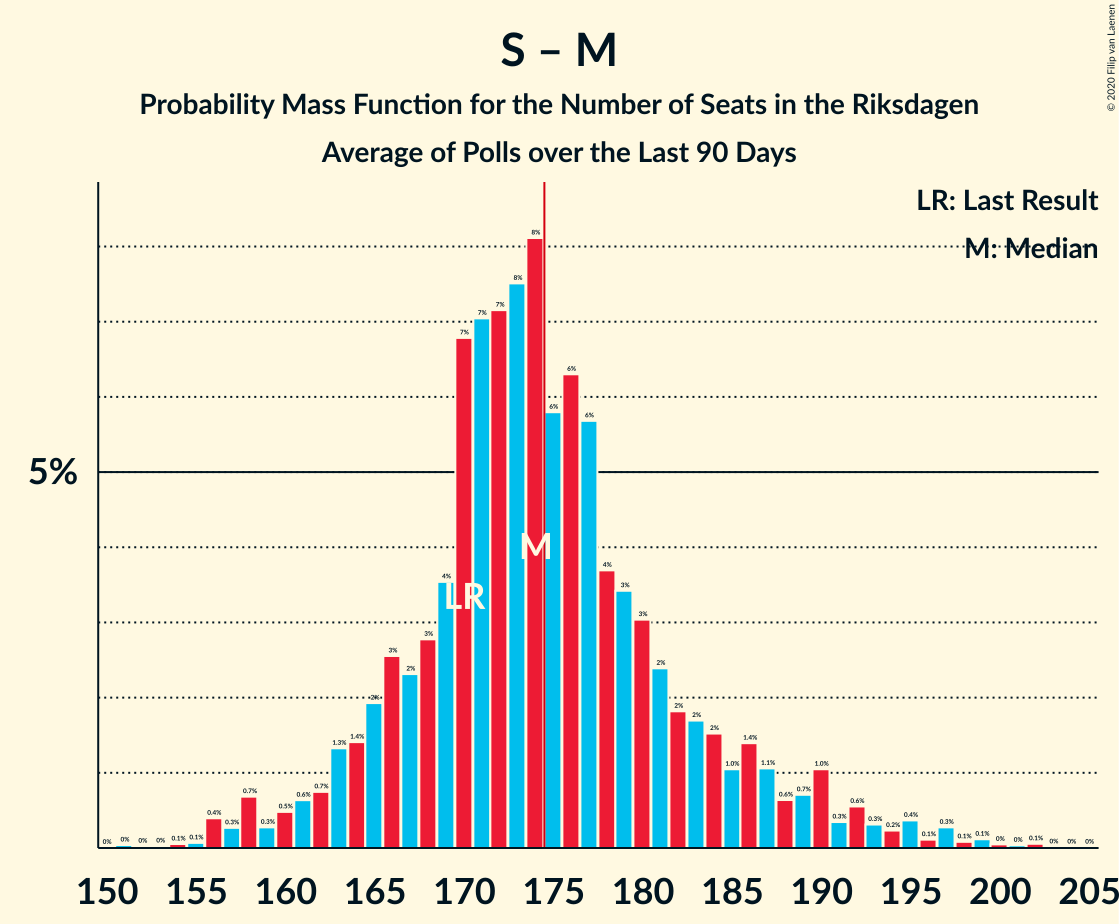 © 2020 Filip van Laenen
S – M
Probability Mass Function for the Number of Seats in the Riksdagen
Average of Polls over the Last 90 Days
LR: Last Result
M: Median
5%
0% 0% 0% 0% 0.1% 0.1% 0.4% 0.3% 0.7% 0.3% 0.5% 0.6% 0.7% 1.3% 1.4% 2% 3% 2% 3% 4% 7% 7% 7% 8% 8% 6% 6% 6% 4% 3% 3% 2% 2% 2% 2% 1.0% 1.4% 1.1% 0.6% 0.7% 1.0% 0.3% 0.6% 0.3% 0.2% 0.4% 0.1% 0.3% 0.1% 0.1% 0% 0% 0.1% 0% 0% 0%
M
LR
150 155 160 165 170 175 180 185 190 195 200 205